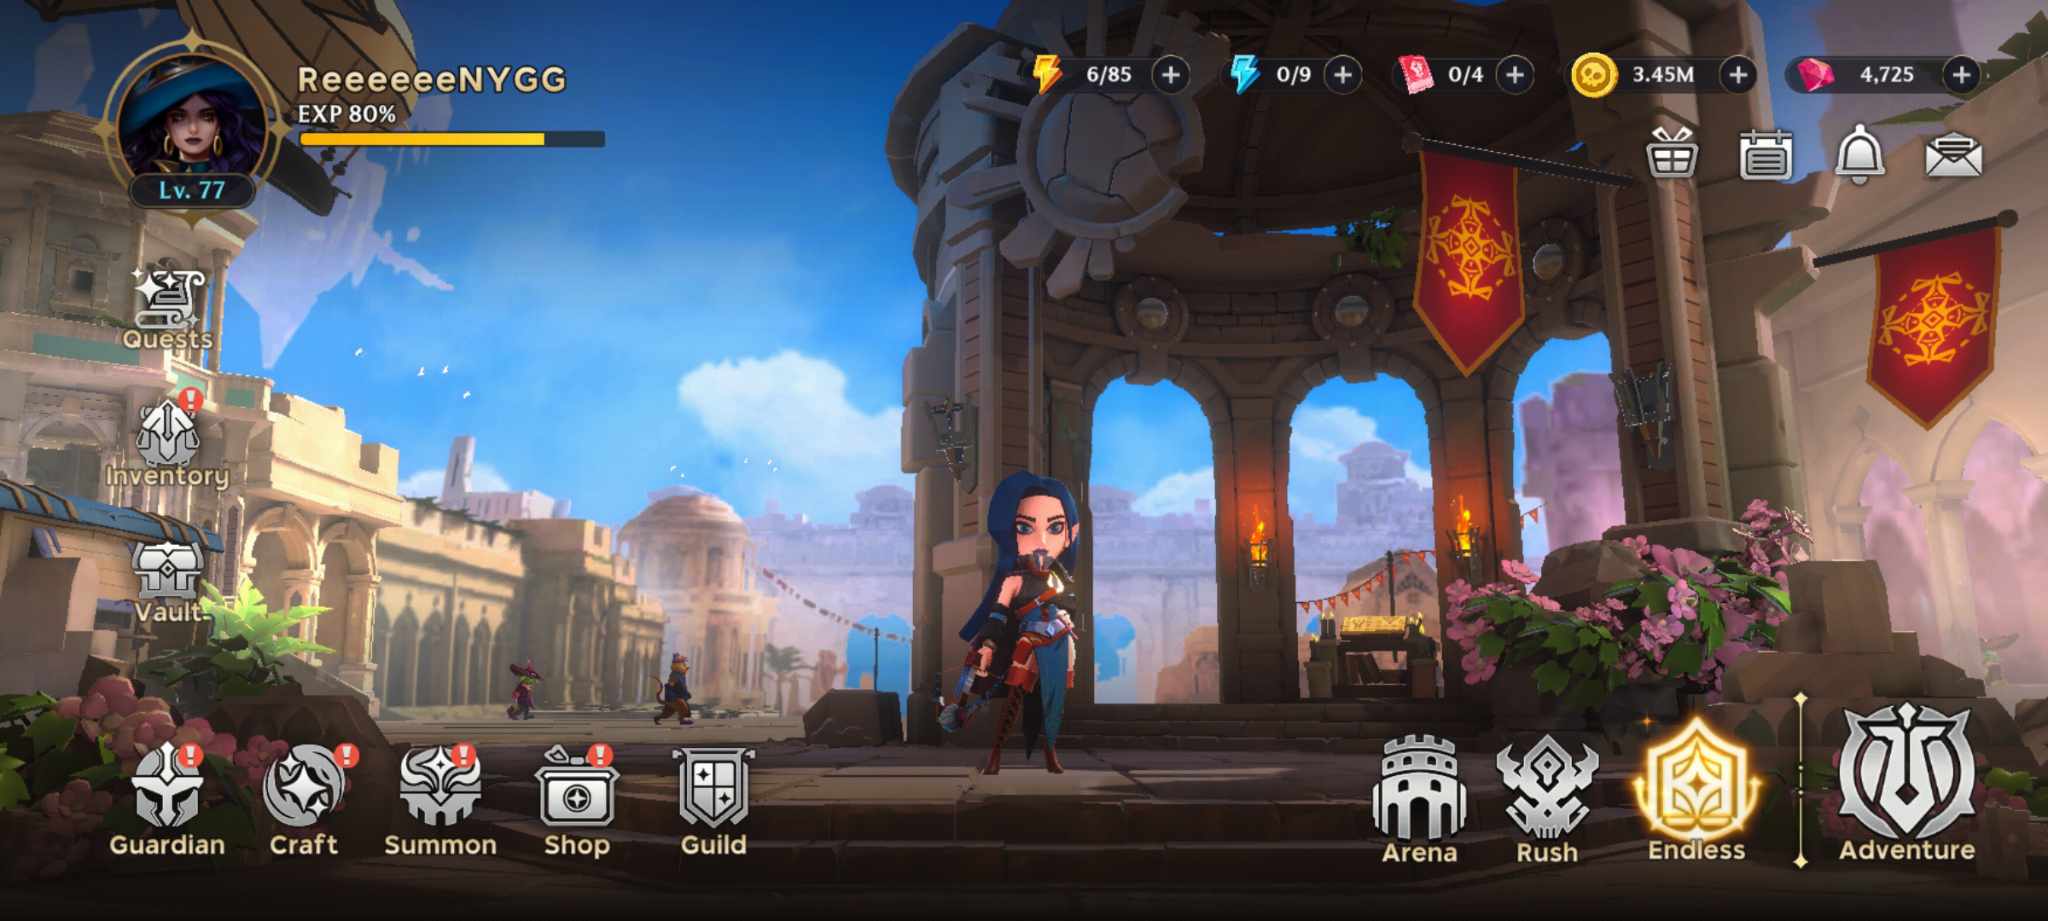 ReeeeeeNYGG
6/85
0/9
0/4
3.45M
4,725
EXP 80%
Lv. 77
Quests
Inventory
Vault
Guardian
Craft
Summon
Shop
Guild
Arena
Rush
Endless
Adventure